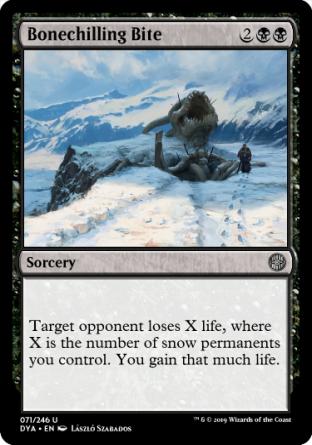 Bonechilling Bite 2
Sorcery
Target opponent loses X life, where
X is the number of snow permanents
you control. You gain that much life.
071/246 U
DYA • EN LÁSZLÓ SZABADOS
™ & © 2019 Wizards of the Coast